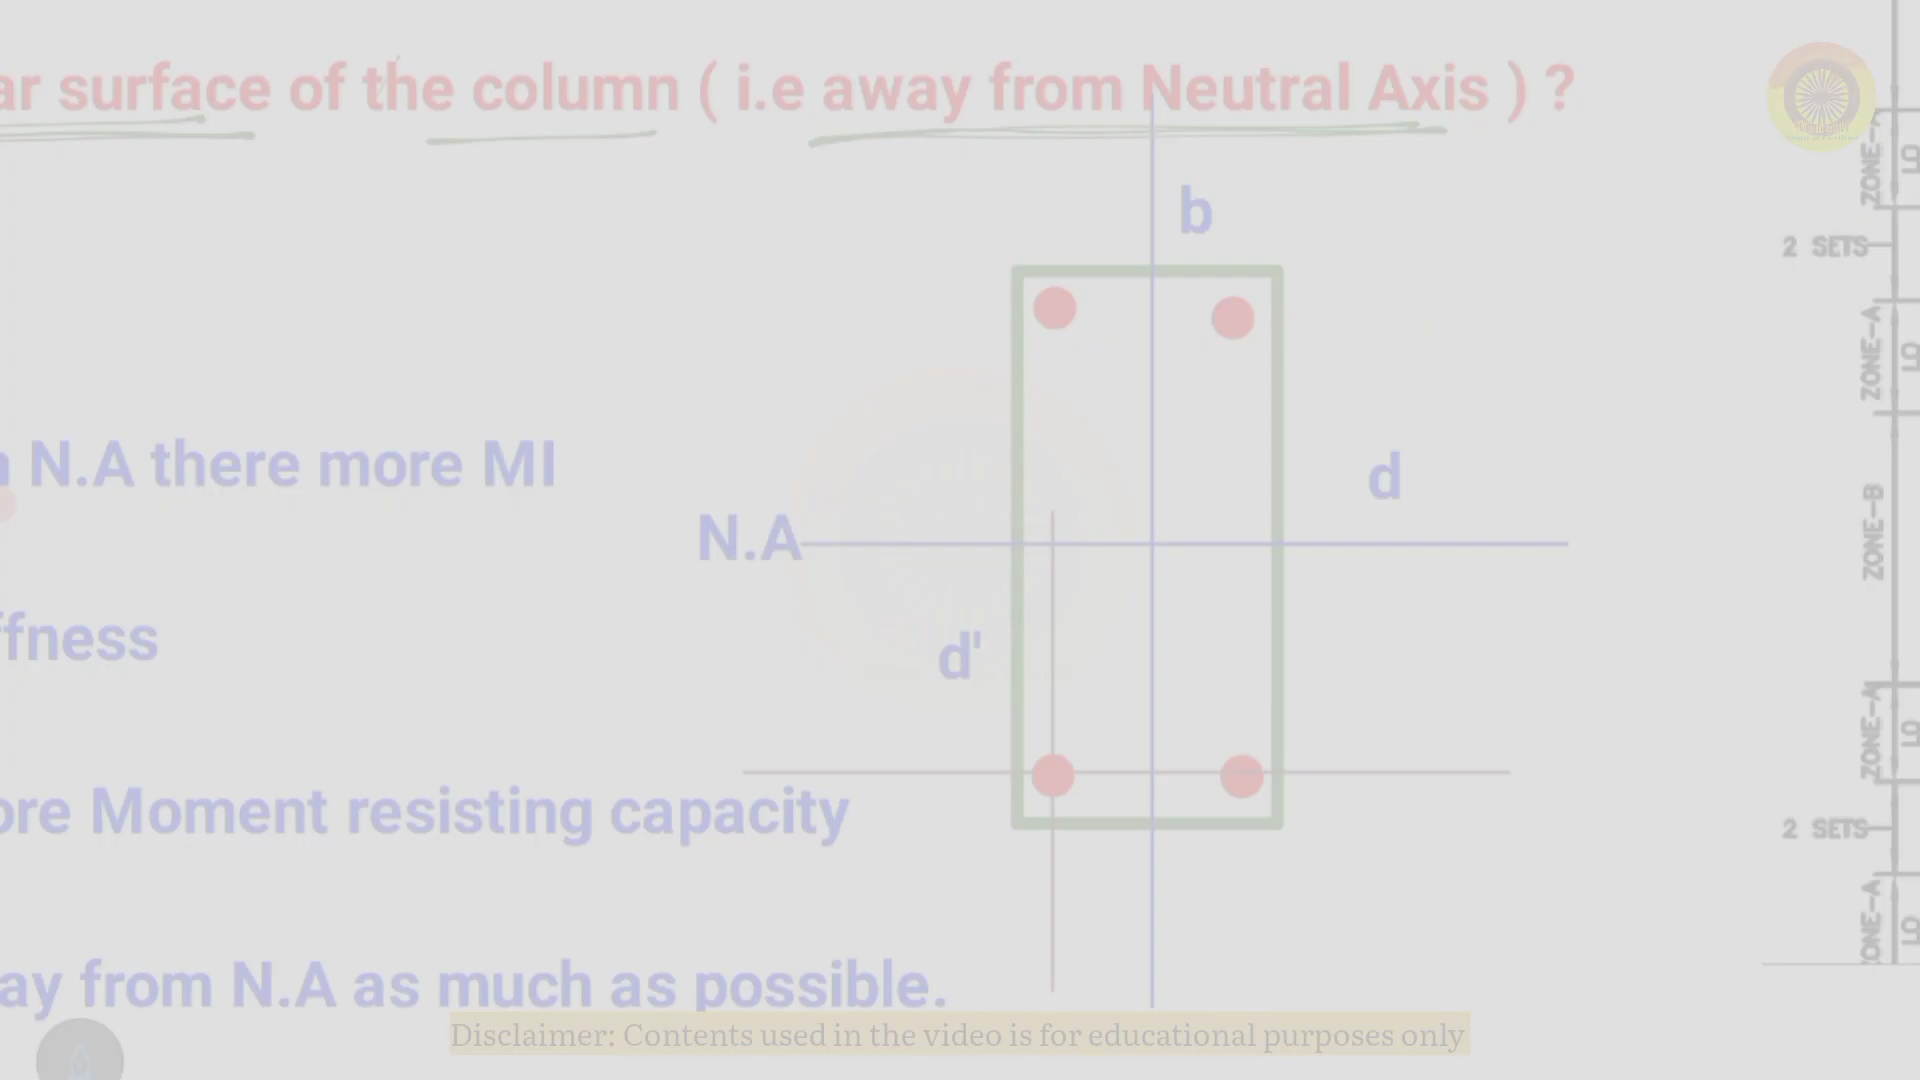 ar surface of the column ( i.e away from Neutral Axis ) ?
b
N.A there more MI
d
N.A
ffness
d'
ore Moment resisting capacity
ay from N.A as much as possible.
Disclaimer: Contents used in the video is for educational purposes only
2 SETS
ZONE-A
ZONE-B
ZONE-A
2 SETS